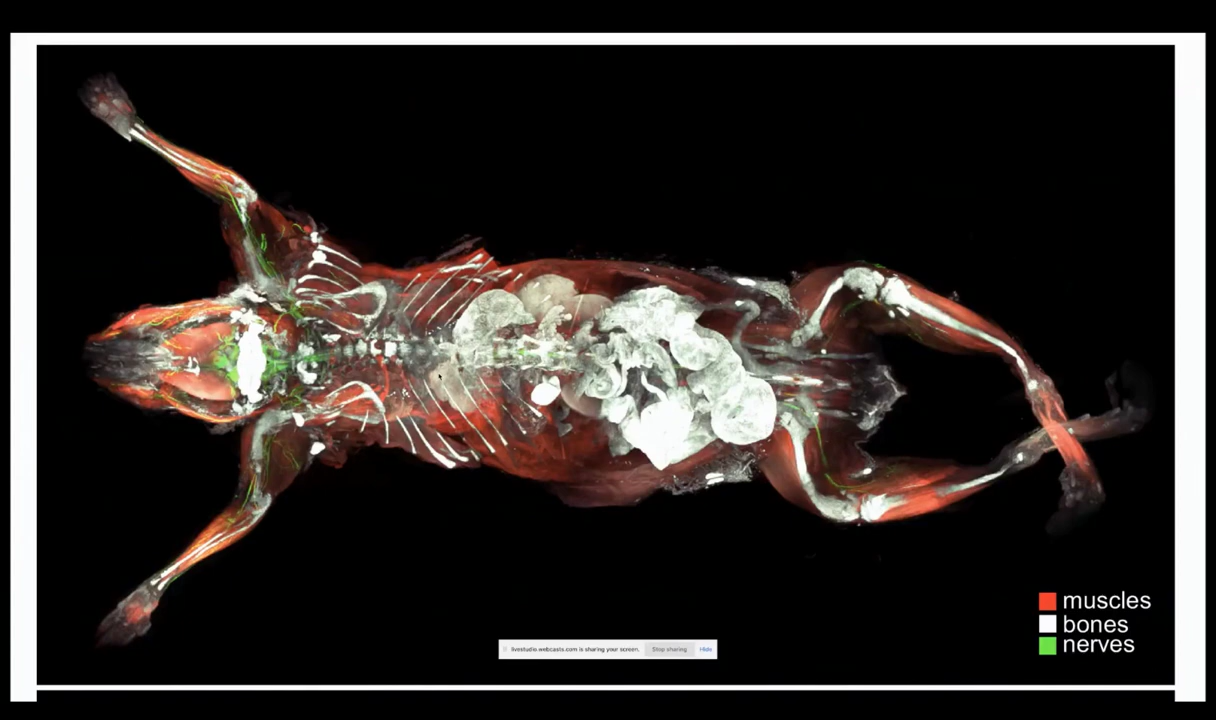 livestudio.webcasts.com is sharing your screen. Stop sharing Hide
muscles
bones
nerves